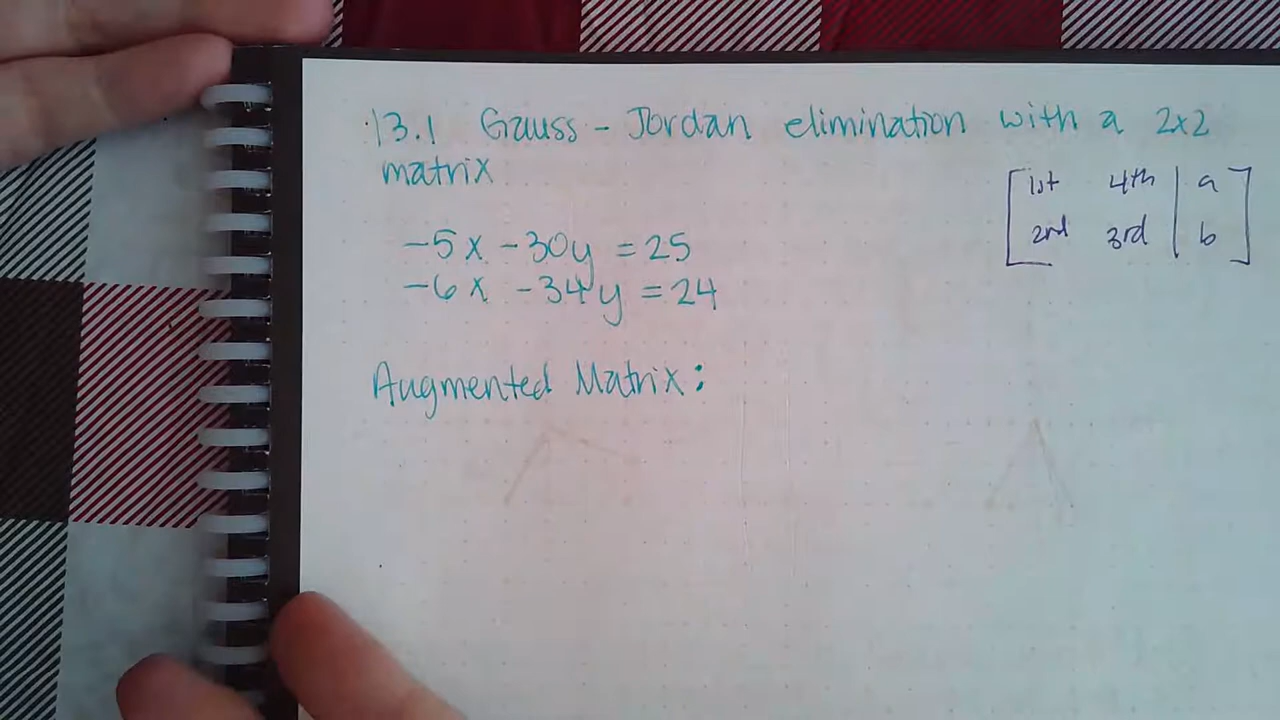 13.1 Gauss - Jordan elimination with a 2x2
matrix
1st 4th | a
2rd 3rd | b
-5x -30y = 25
-6x -34y = 24
Augmented Matrix: